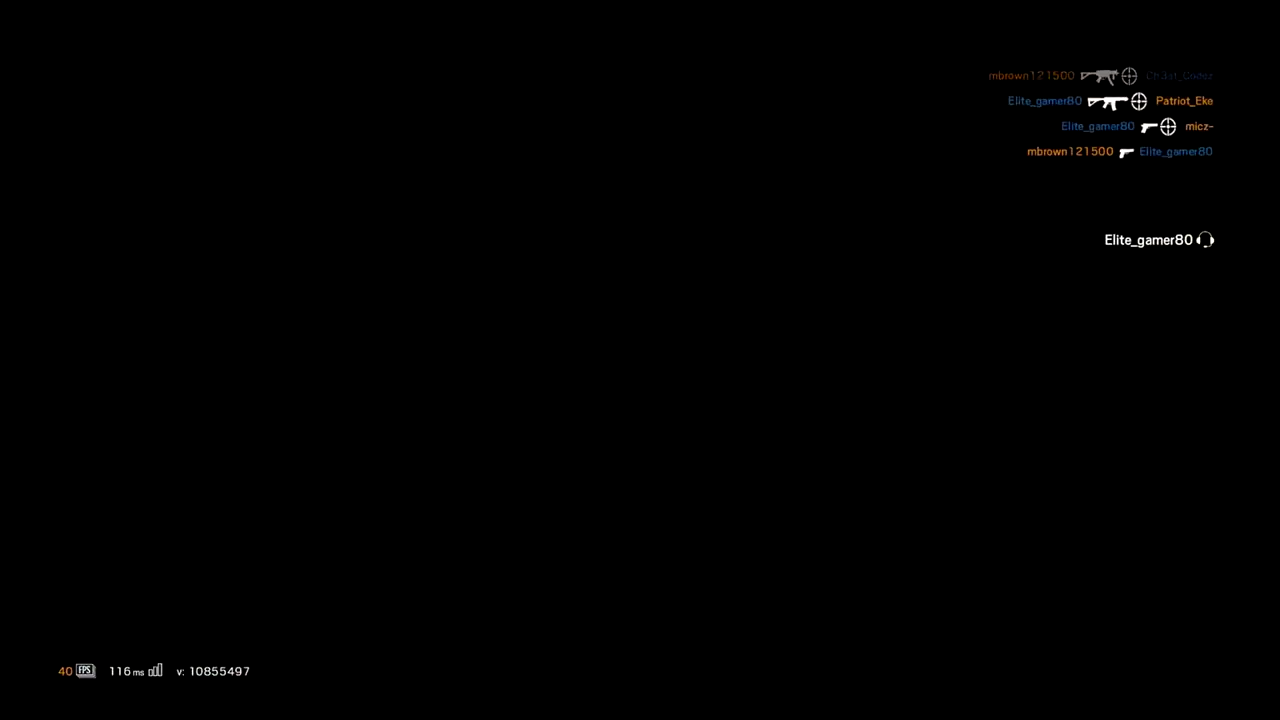 mbrown121500
Elite_gamer80 Patriot_Eke
Elite_gamer80 micz-
mbrown121500 Elite_gamer80
Elite_gamer80
40 FPS 116 ms v: 10855497